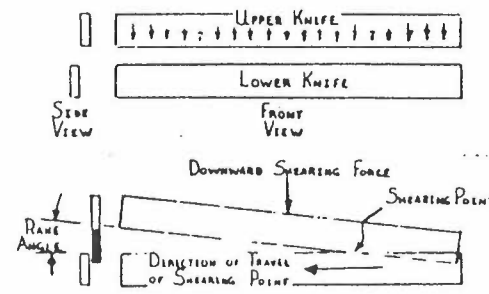 UPPER KNIFE
LOWER KNIFE
SIDE
VIEW
FRONT
VIEW
DOWNWARD SHEARING FORCE
SHEARING POINT
RAKE
ANGLE
DIRECTION OF TRAVEL
OF SHEARING POINT